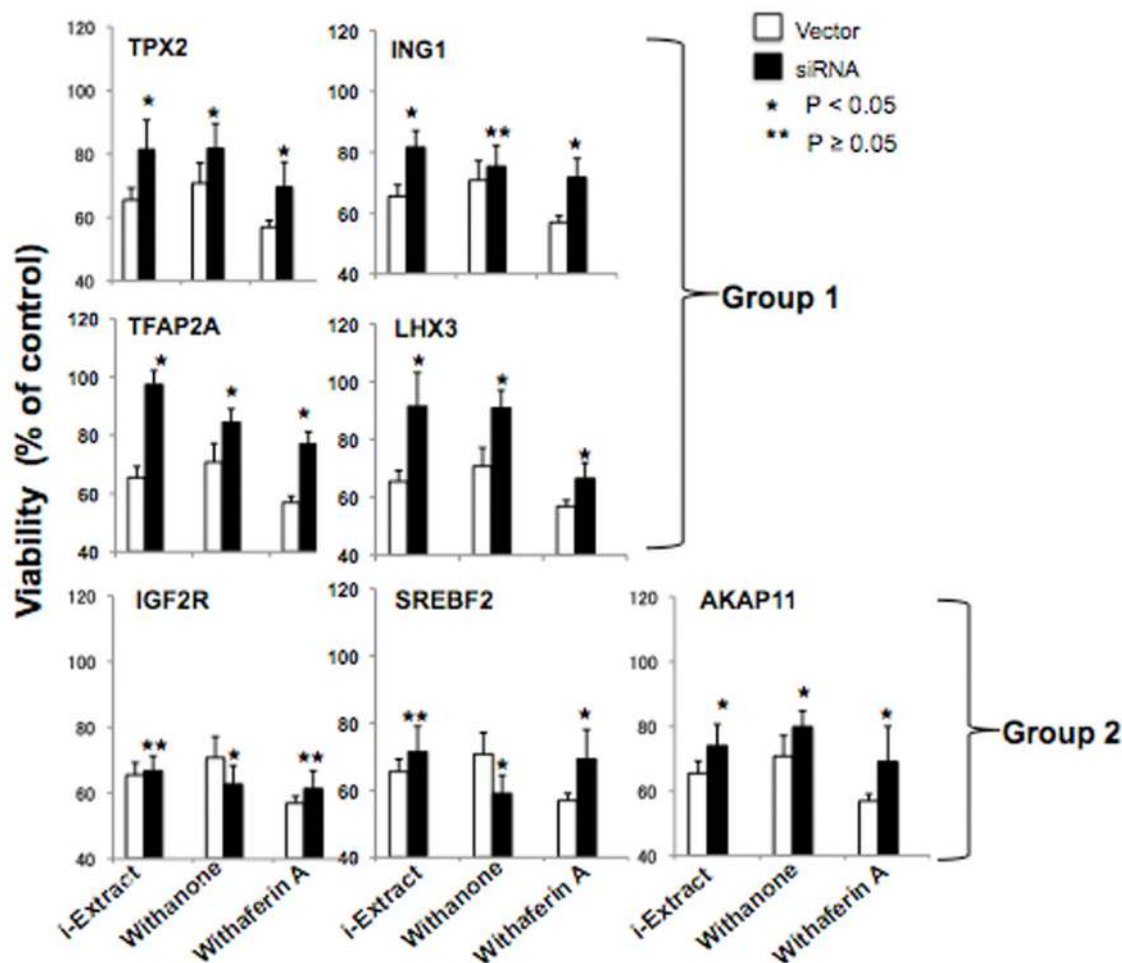 Viability (% of control)
TPX2
120
100
80
60
40
★
★
★
ING1
120
100
80
60
40
★
★★
★
Vector
siRNA
★ P < 0.05
★★ P ≥ 0.05
Group 1
TFAP2A
120
100
80
60
40
★
★
★
LHX3
120
100
80
60
40
★
★
★
IGF2R
120
100
80
60
40
★★
★
★★
i-Extract
Withanone
Withaferin A
SREBF2
120
100
80
60
40
★★
★
★
i-Extract
Withanone
Withaferin A
AKAP11
120
100
80
60
40
★
★
★
i-Extract
Withanone
Withaferin A
Group 2